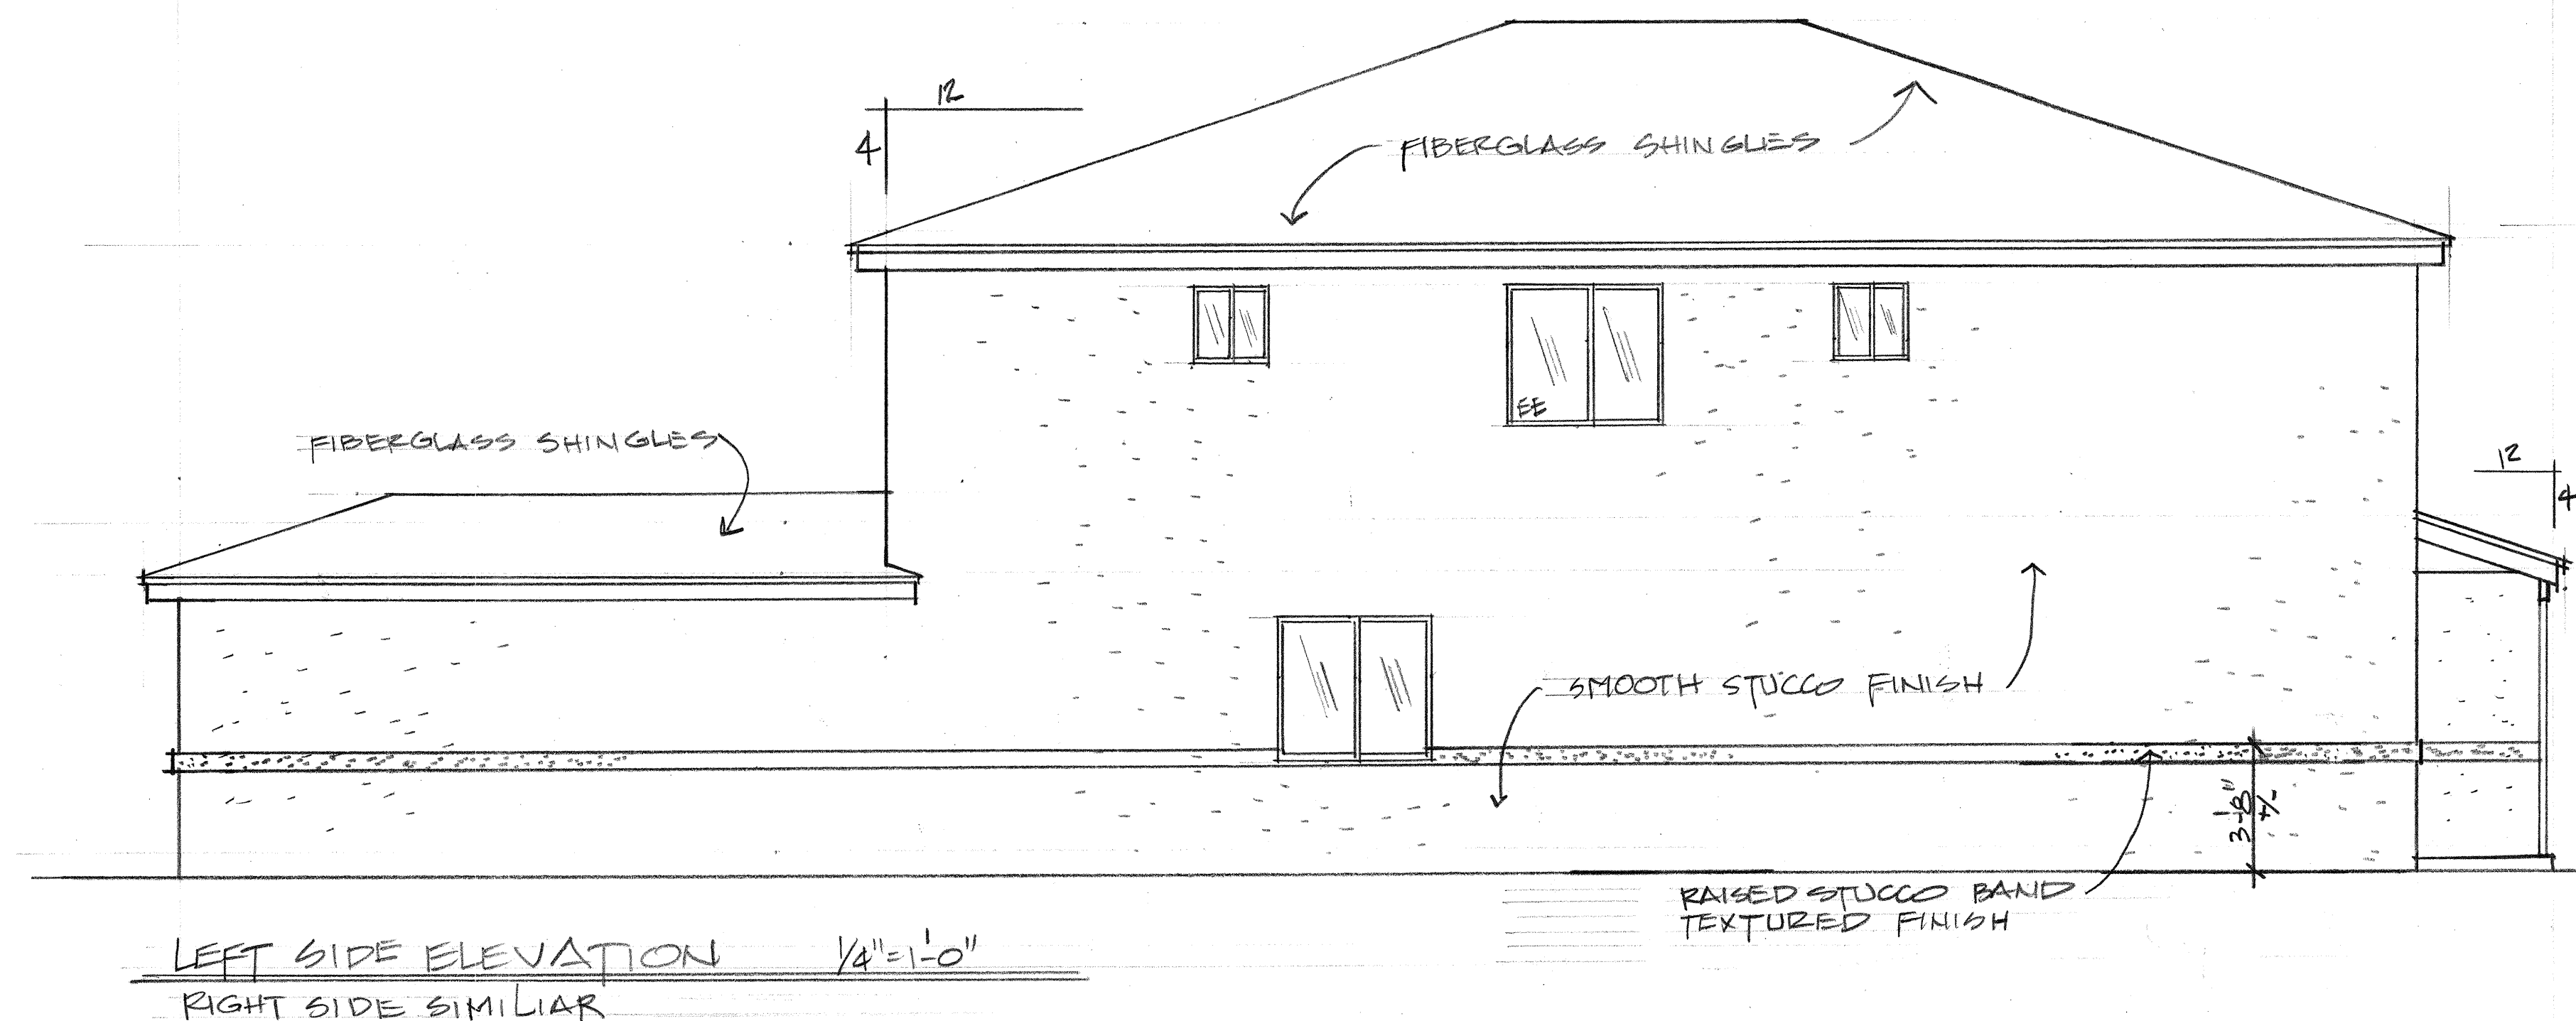 12
4
FIBERGLASS SHINGLES
EE
FIBERGLASS SHINGLES
12
4
SMOOTH STUCCO FINISH
3'-8"
+/-
RAISED STUCCO BAND
TEXTURED FINISH
LEFT SIDE ELEVATION 1/4"=1'-0"
RIGHT SIDE SIMILIAR